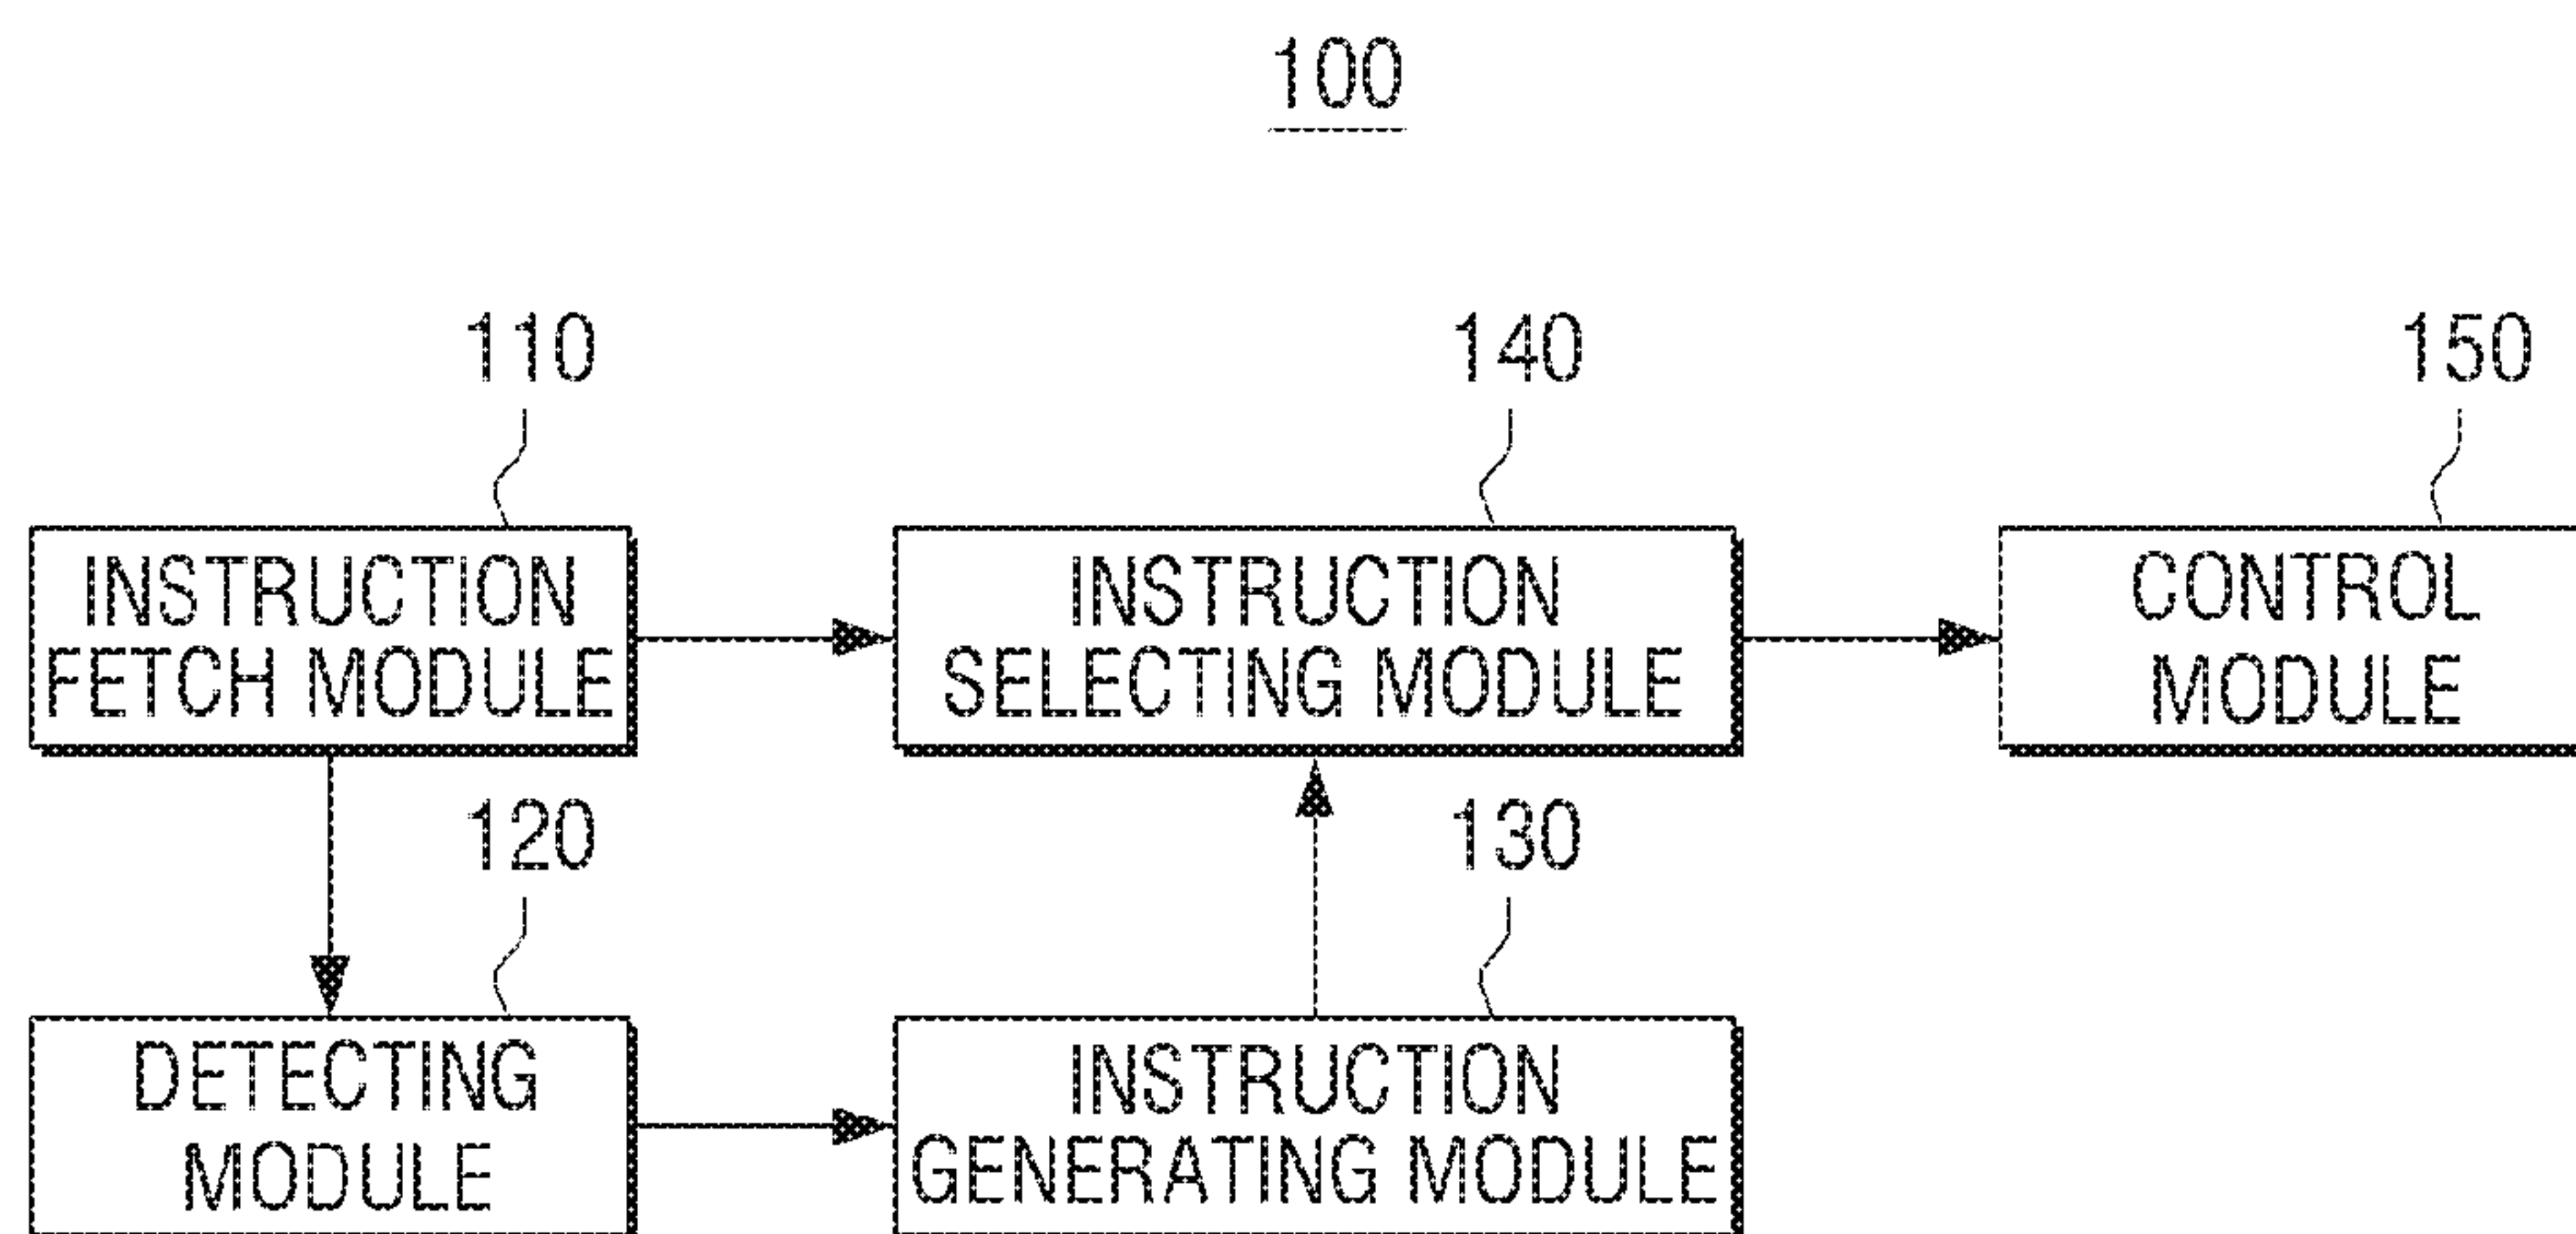 100
110
140
150
INSTRUCTION
FETCH MODULE
INSTRUCTION
SELECTING MODULE
CONTROL
MODULE
120
130
DETECTING
MODULE
INSTRUCTION
GENERATING MODULE